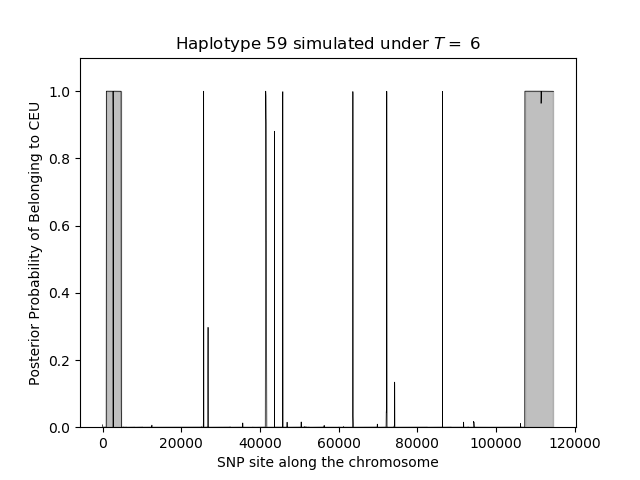 Haplotype 59 simulated under T = 6
Posterior Probability of Belonging to CEU
1.0
0.8
0.6
0.4
0.2
0.0
0 20000 40000 60000 80000 100000 120000
SNP site along the chromosome